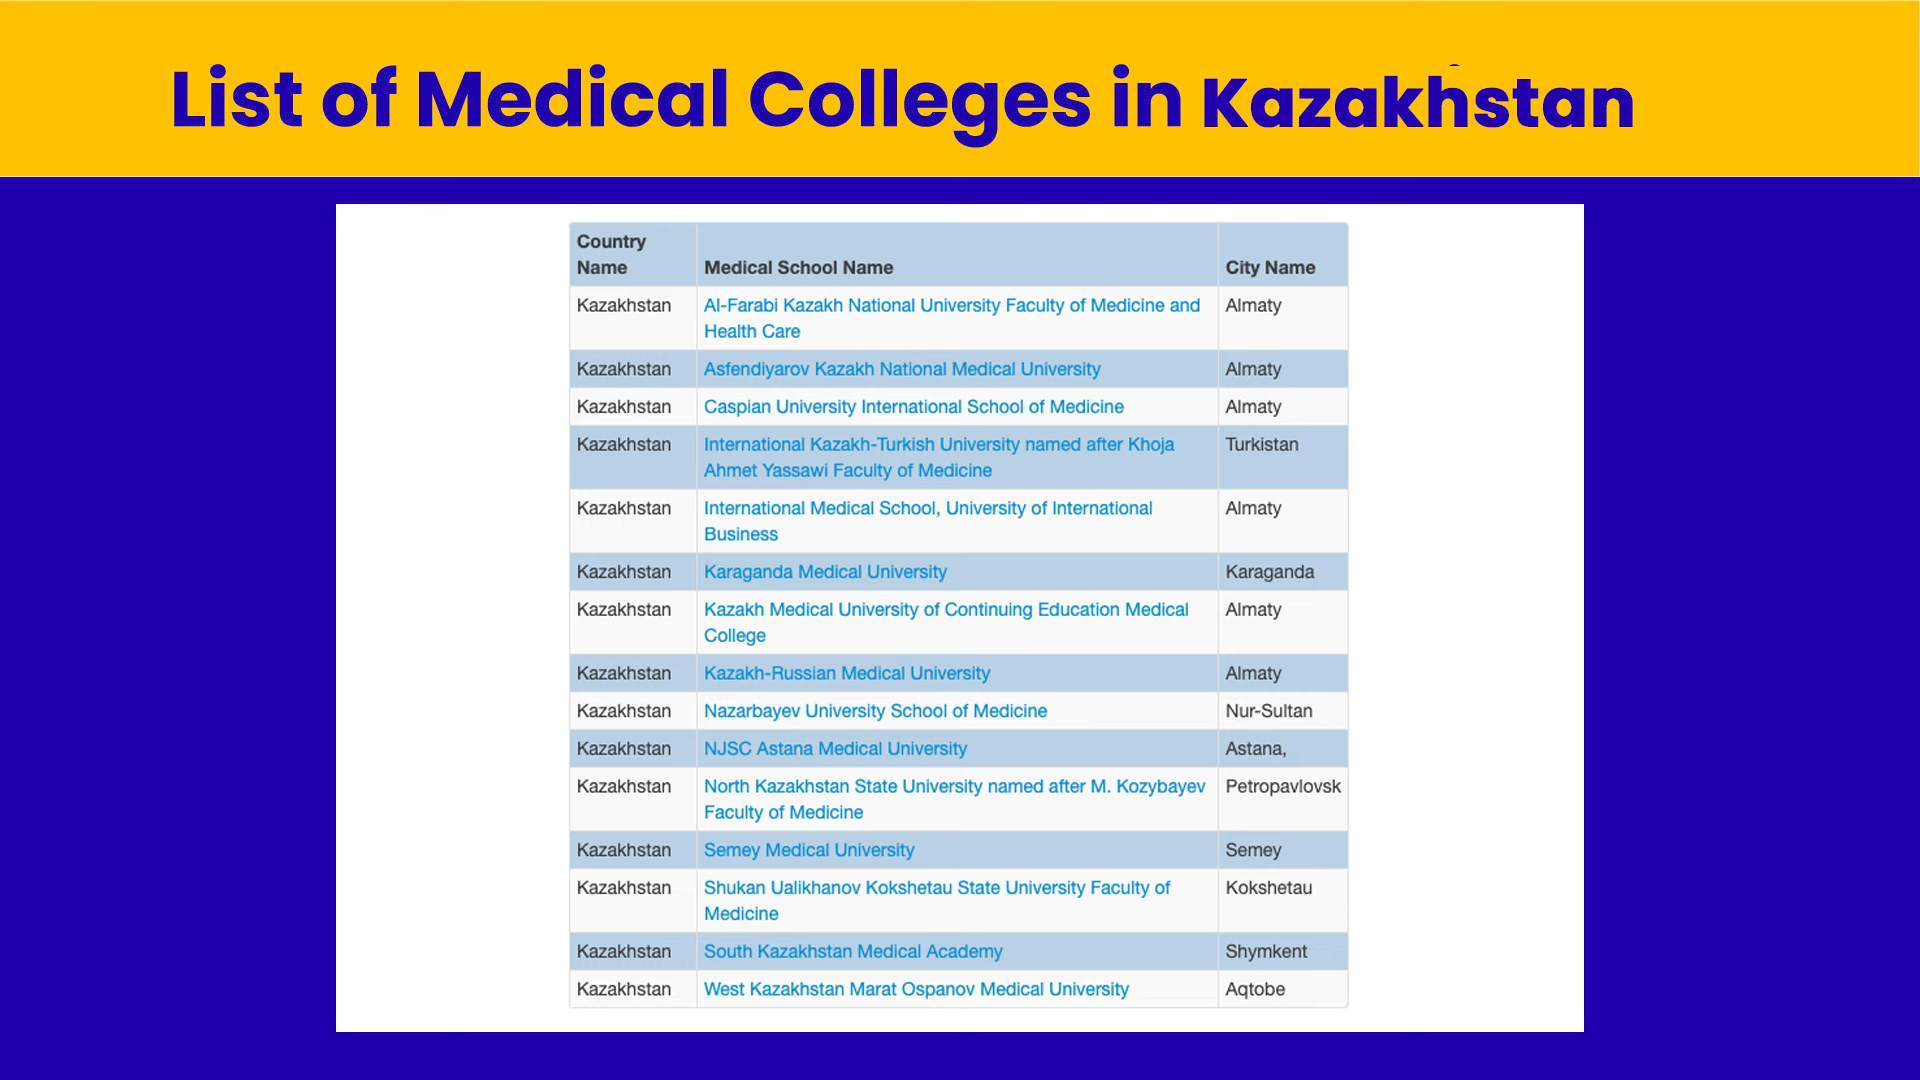 List of Medical Colleges in Kazakhstan
Country
Name
Medical School Name
City Name
Kazakhstan
Al-Farabi Kazakh National University Faculty of Medicine and
Health Care
Almaty
Kazakhstan
Asfendiyarov Kazakh National Medical University
Almaty
Kazakhstan
Caspian University International School of Medicine
Almaty
Kazakhstan
International Kazakh-Turkish University named after Khoja
Ahmet Yassawi Faculty of Medicine
Turkistan
Kazakhstan
International Medical School, University of International
Business
Almaty
Kazakhstan
Karaganda Medical University
Karaganda
Kazakhstan
Kazakh Medical University of Continuing Education Medical
College
Almaty
Kazakhstan
Kazakh-Russian Medical University
Almaty
Kazakhstan
Nazarbayev University School of Medicine
Nur-Sultan
Kazakhstan
NJSC Astana Medical University
Astana,
Kazakhstan
North Kazakhstan State University named after M. Kozybayev
Faculty of Medicine
Petropavlovsk
Kazakhstan
Semey Medical University
Semey
Kazakhstan
Shukan Ualikhanov Kokshetau State University Faculty of
Medicine
Kokshetau
Kazakhstan
South Kazakhstan Medical Academy
Shymkent
Kazakhstan
West Kazakhstan Marat Ospanov Medical University
Aqtobe